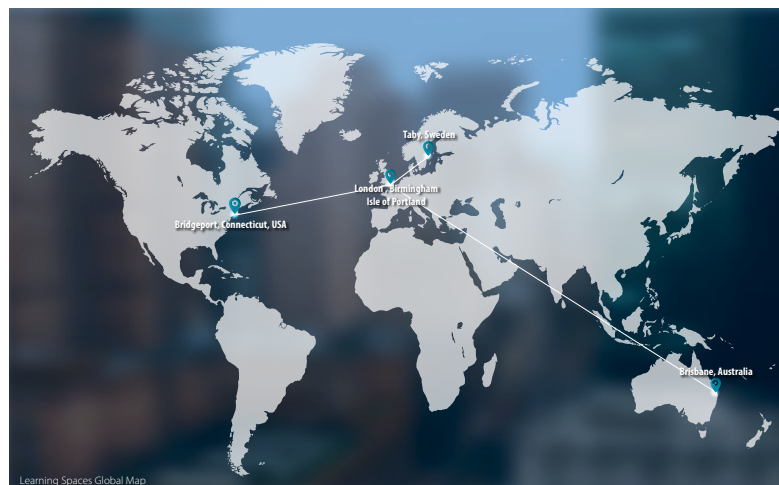 Taby, Sweden
London , Birmingham
Isle of Portland
Bridgeport, Connecticut, USA
Brisbane, Australia
Learning Spaces Global Map